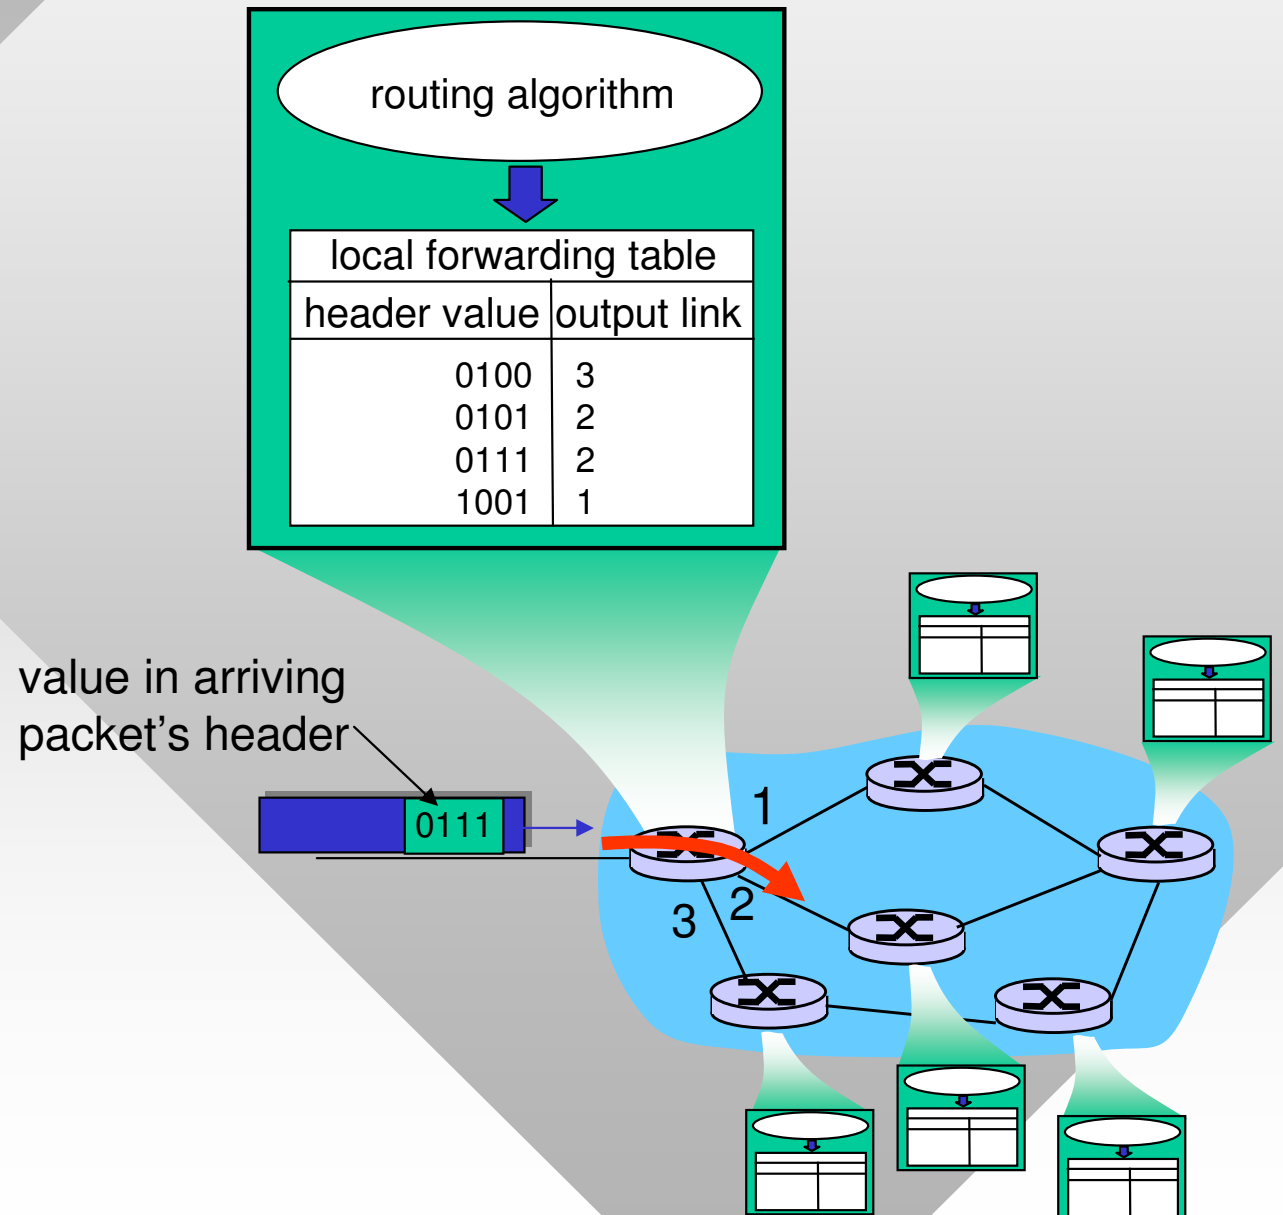 routing algorithm
local forwarding table
header value output link
0100 3
0101 2
0111 2
1001 1
value in arriving
packet’s header
0111
1
2
3